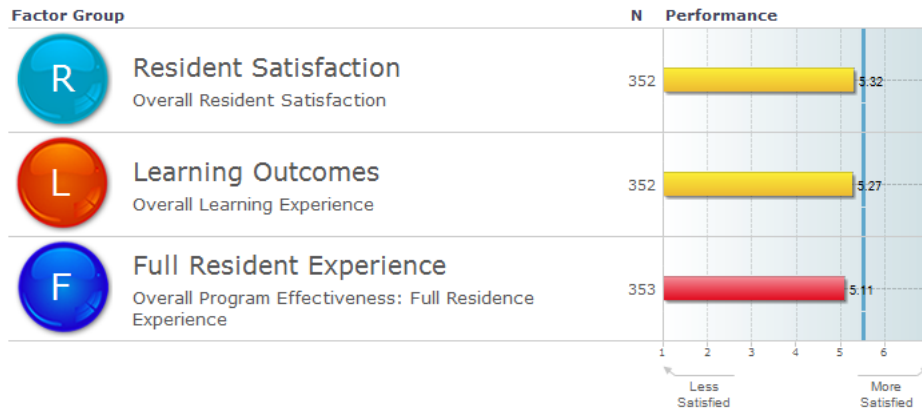 Factor Group N Performance
R Resident Satisfaction
Overall Resident Satisfaction
352 5.32
L Learning Outcomes
Overall Learning Experience
352 5.27
F Full Resident Experience
Overall Program Effectiveness: Full Residence
Experience
353 5.11
1 2 3 4 5 6
Less More
Satisfied Satisfied